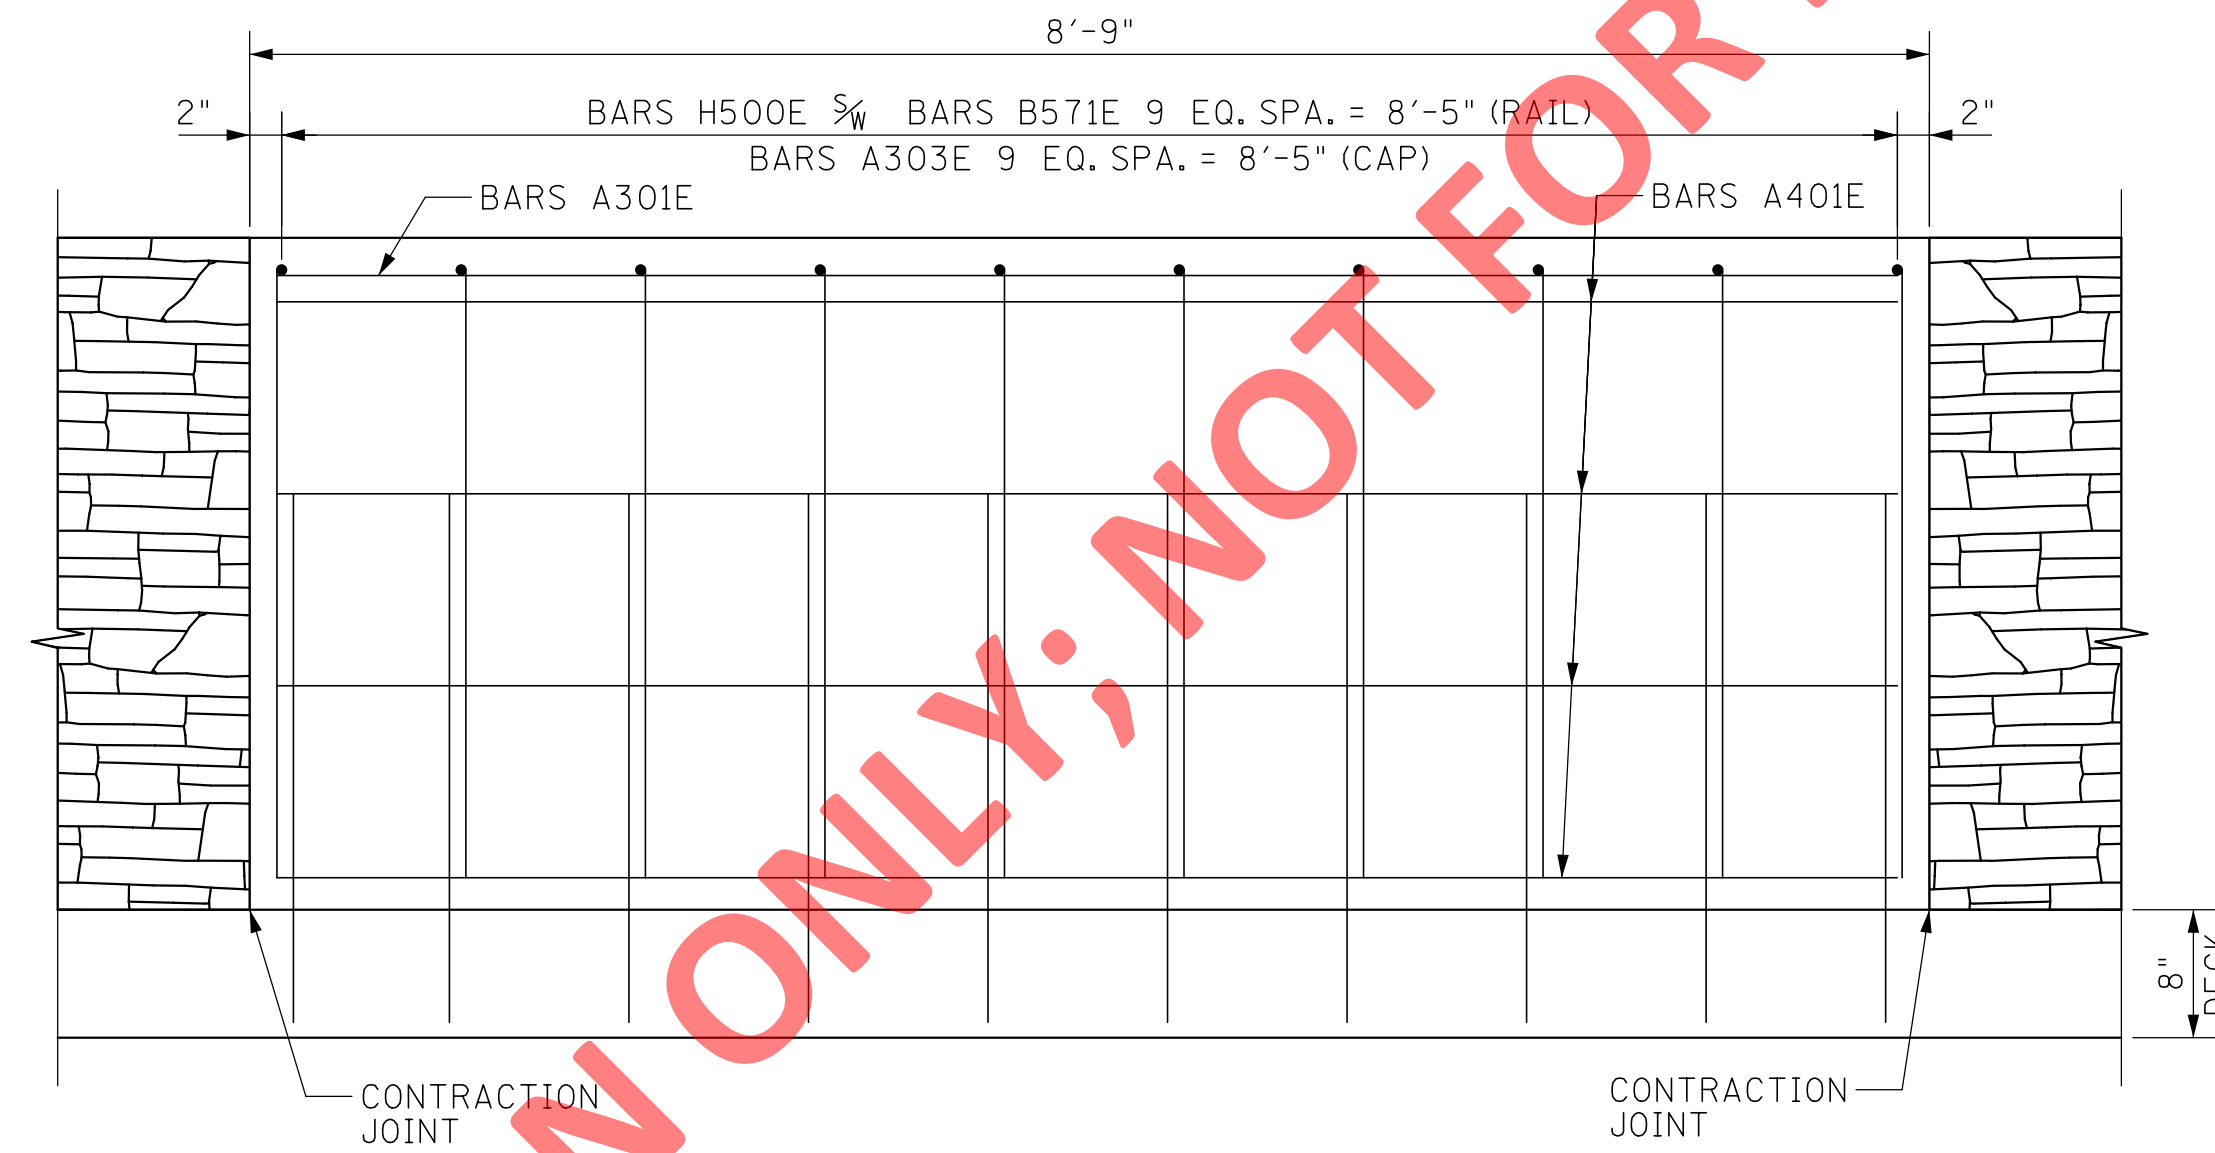 8′-9"
2"
BARS H500E S/W BARS B571E 9 EQ. SPA. = 8′-5" (RAIL)
2"
BARS A303E 9 EQ. SPA. = 8′-5" (CAP)
BARS A301E
BARS A401E
8"
DECK
CONTRACTION
JOINT
CONTRACTION
JOINT
N ONLY; NOT FOR